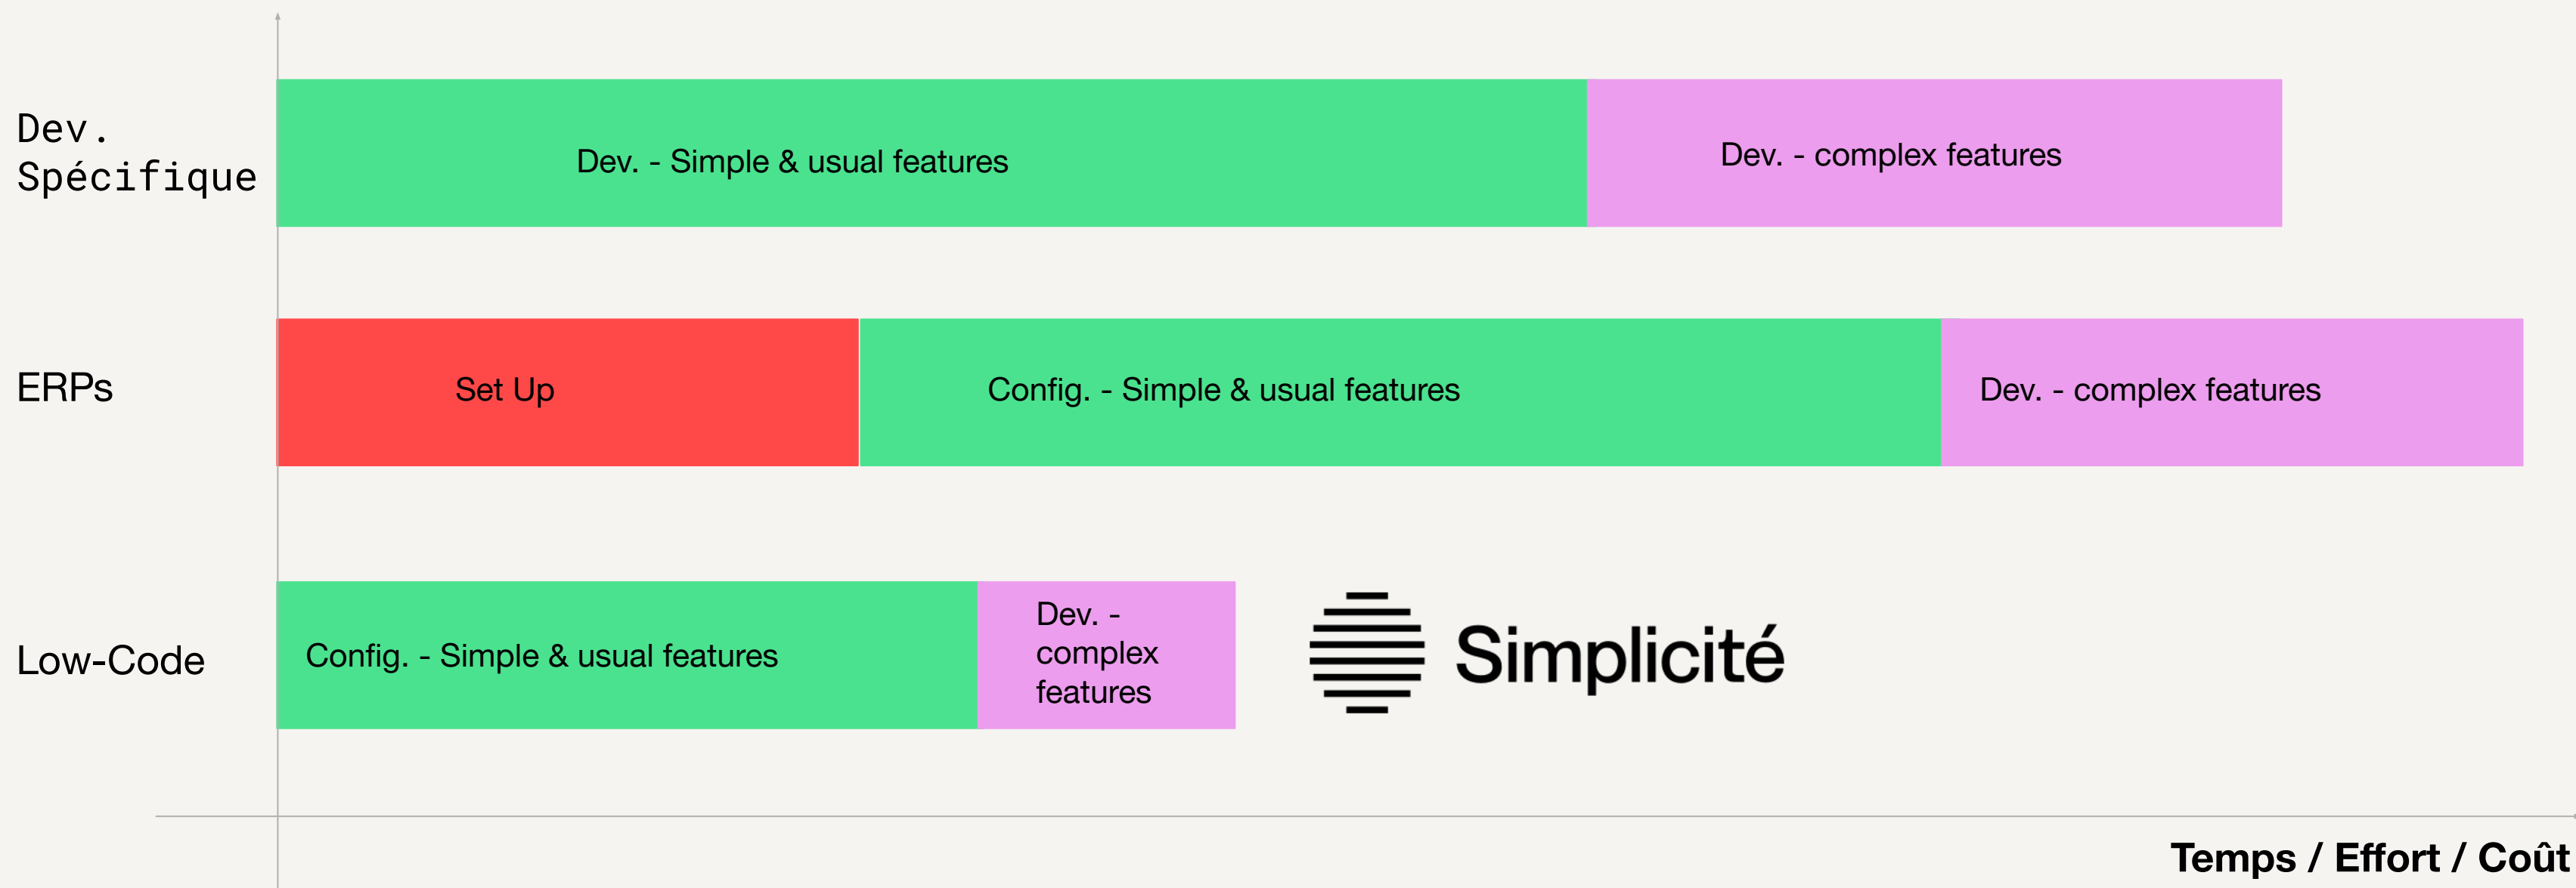 Dev.
Spécifique
Dev. - Simple & usual features
Dev. - complex features
ERPs
Set Up
Config. - Simple & usual features
Dev. - complex features
Low-Code
Config. - Simple & usual features
Dev. -
complex
features
Simplicité
Temps / Effort / Coût